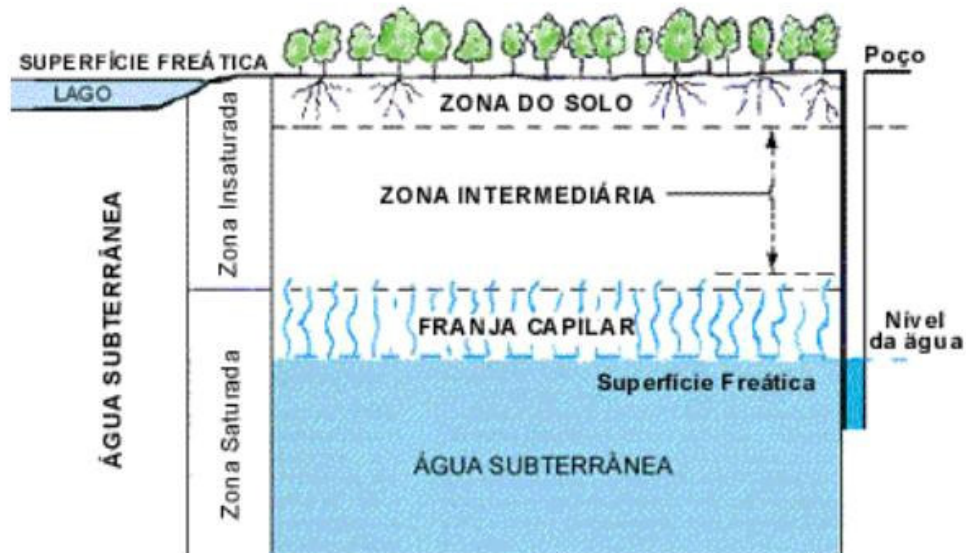 SUPERFÍCIE FREÁTICA
LAGO
Poço
ZONA DO SOLO
Zona Insaturada
ZONA INTERMEDIÁRIA
ÁGUA SUBTERRÂNEA
FRANJA CAPILAR
Nível
da água
Superfície Freática
Zona Saturada
ÁGUA SUBTERRÂNEA